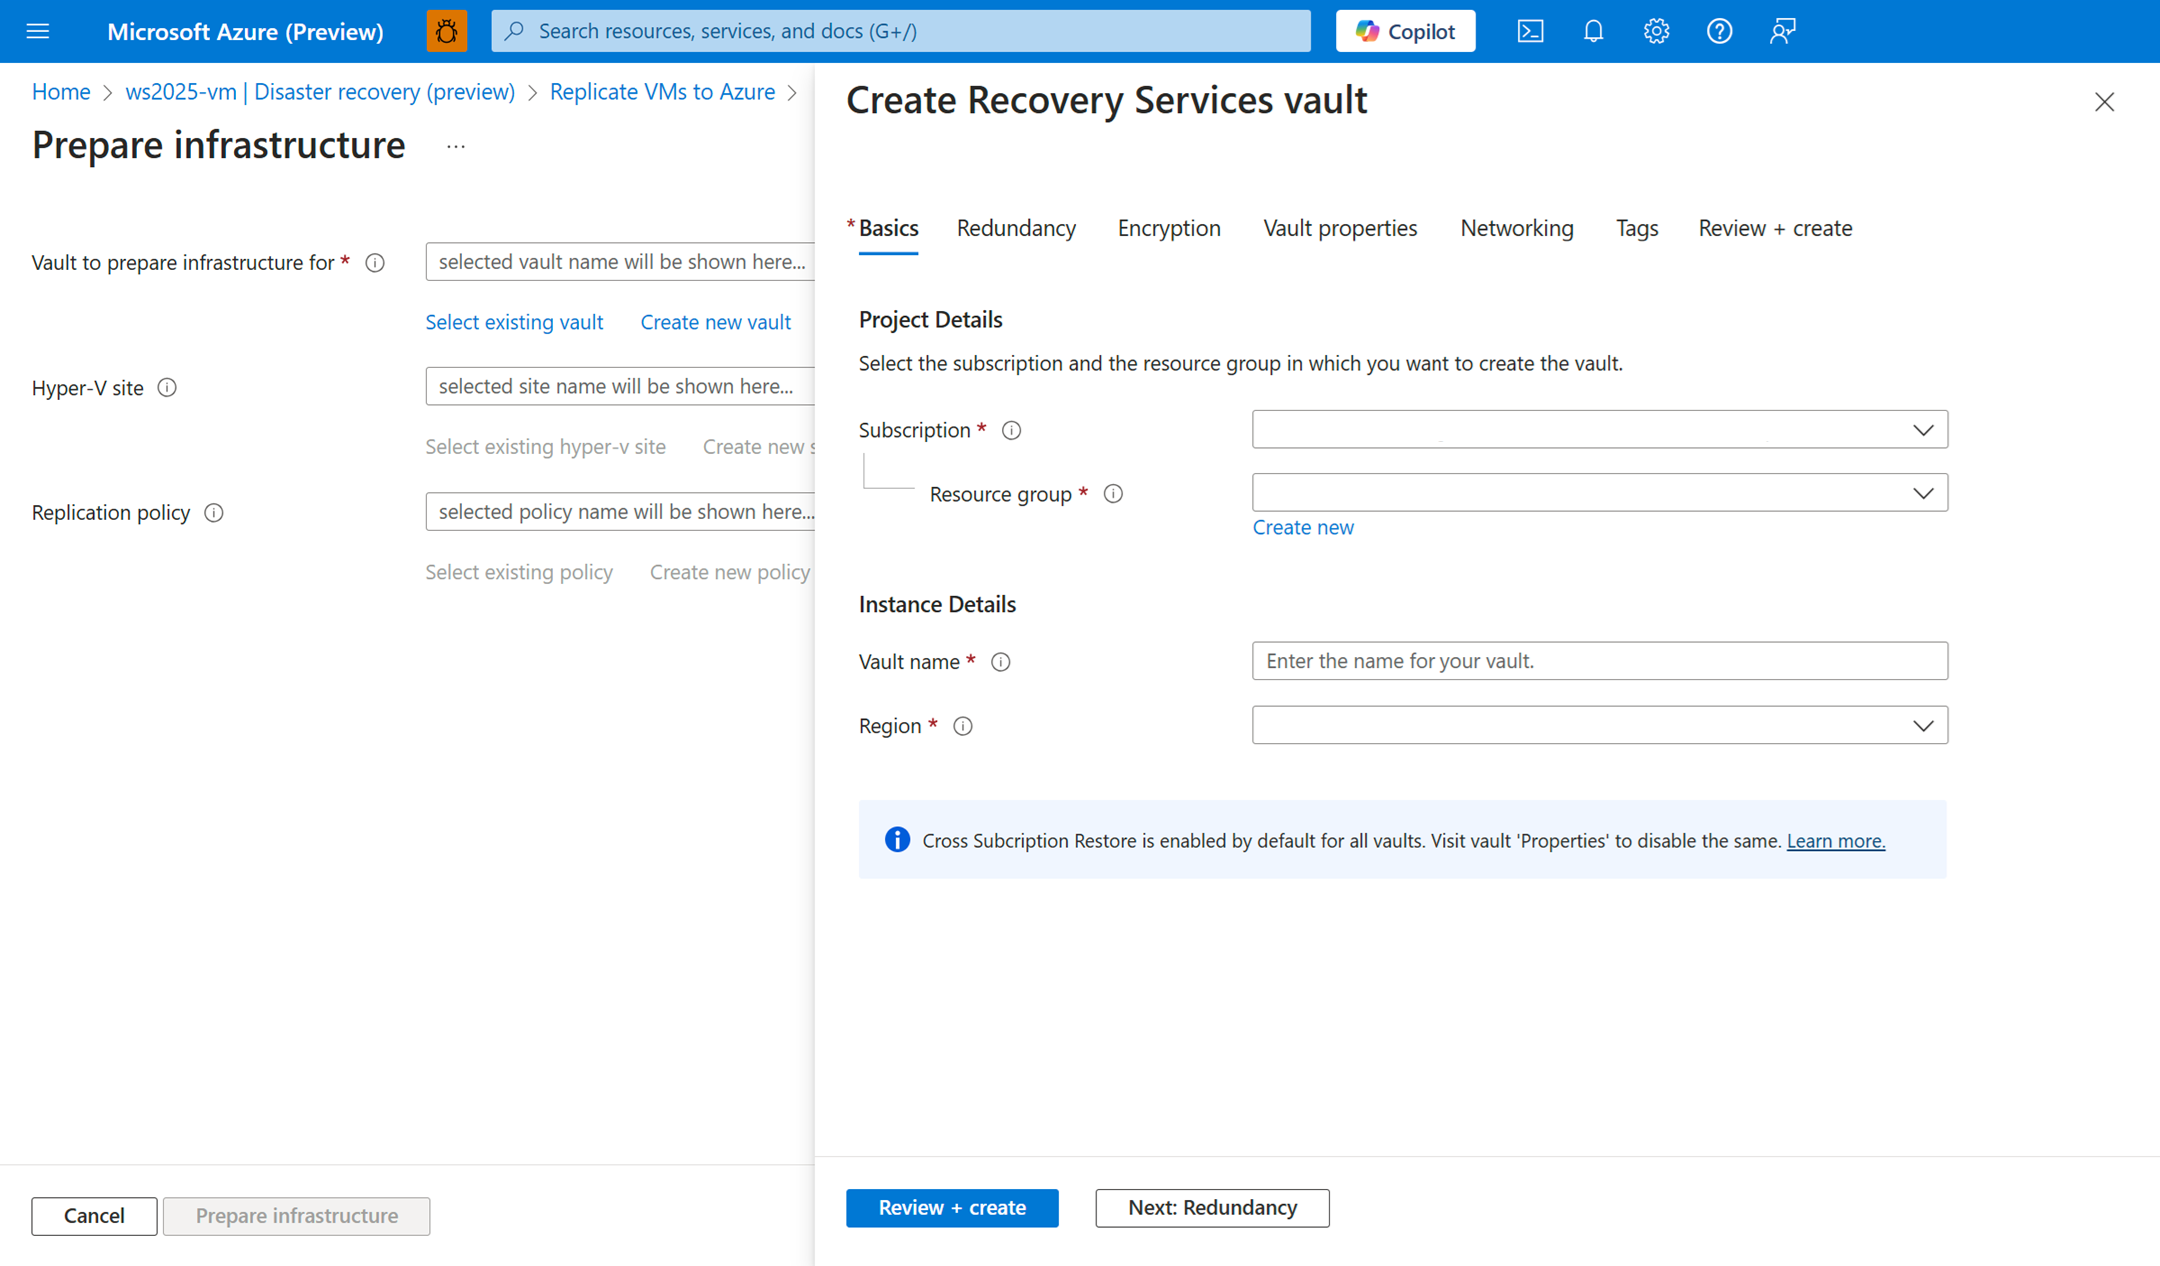 Microsoft Azure (Preview)
Search resources, services, and docs (G+/)
Copilot
Home > ws2025-vm | Disaster recovery (preview) > Replicate VMs to Azure >
Prepare infrastructure ...
Vault to prepare infrastructure for *
selected vault name will be shown here...
Select existing vault Create new vault
Hyper-V site
selected site name will be shown here...
Select existing hyper-v site Create new s
Replication policy
selected policy name will be shown here...
Select existing policy Create new policy
Cancel
Prepare infrastructure
Create Recovery Services vault
* Basics Redundancy Encryption Vault properties Networking Tags Review + create
Project Details
Select the subscription and the resource group in which you want to create the vault.
Subscription *
Resource group *
Create new
Instance Details
Vault name *
Enter the name for your vault.
Region *
Cross Subcription Restore is enabled by default for all vaults. Visit vault 'Properties' to disable the same. Learn more.
Review + create
Next: Redundancy